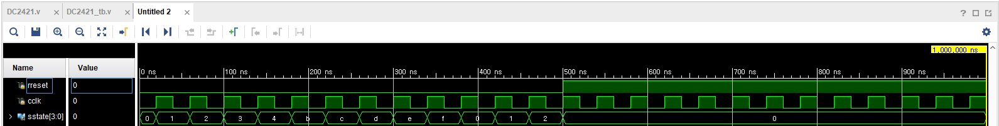 DC2421.v × DC2421_tb.v × Untitled 2 ×
?
1,000,000 ns
Name Value
0 ns 100 ns 200 ns 300 ns 400 ns 500 ns 600 ns 700 ns 800 ns 900 ns
rreset 0
cclk 0
sstate[3:0] 0 0 1 2 3 4 b c d e f 0 1 2 0